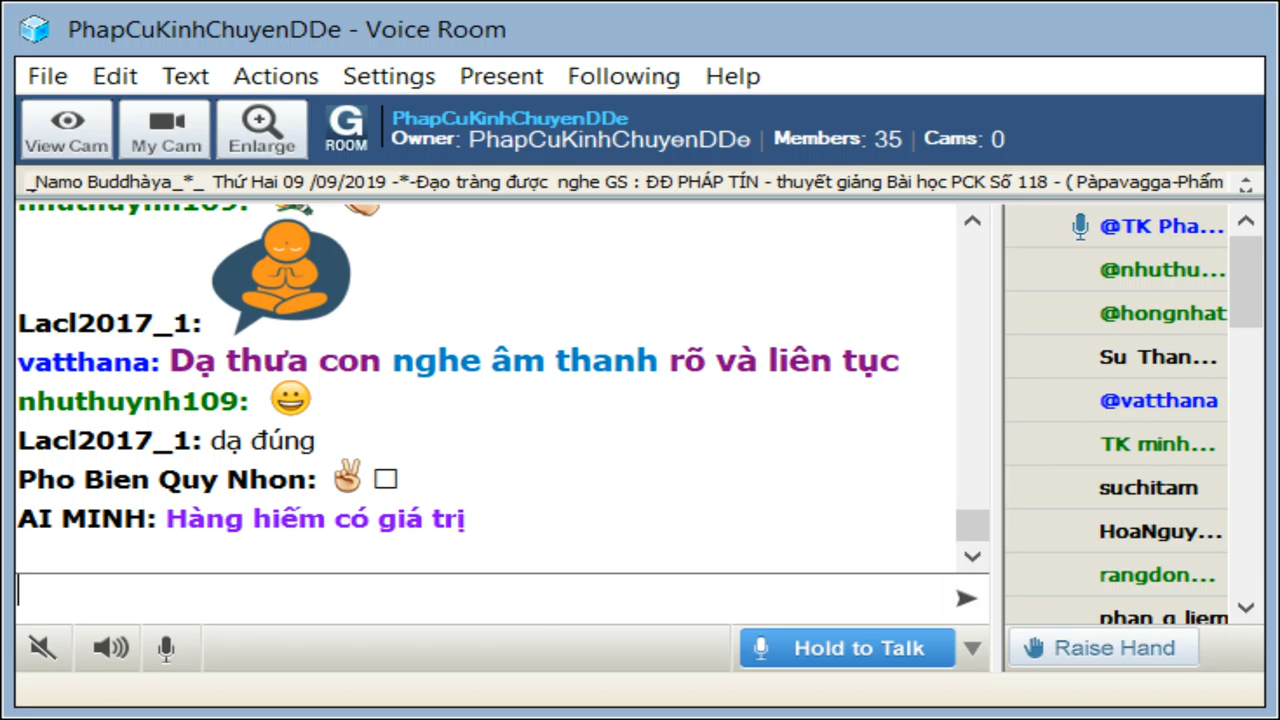 PhapCuKinhChuyenDDe - Voice Room
File Edit Text Actions Settings Present Following Help
View Cam My Cam Enlarge G ROOM
PhapCuKinhChuyenDDe
Owner: PhapCuKinhChuyenDDe | Members: 35 | Cams: 0
_Namo Buddhàya_*_ Thứ Hai 09 /09/2019 -*-Đạo tràng được nghe GS : ĐĐ PHÁP TÍN - thuyết giảng Bài học PCK Số 118 - ( Pàpavagga-Phẩm
nhuthuynh109:
Lacl2017_1:
vatthana: Dạ thưa con nghe âm thanh rõ và liên tục
nhuthuynh109:
Lacl2017_1: dạ đúng
Pho Bien Quy Nhon:
AI MINH: Hàng hiếm có giá trị
@TK Pha...
@nhuthu...
@hongnhat
Su Than...
@vatthana
TK minh...
suchitam
HoaNguy...
rangdon...
phan_q_liem
Hold to Talk
Raise Hand